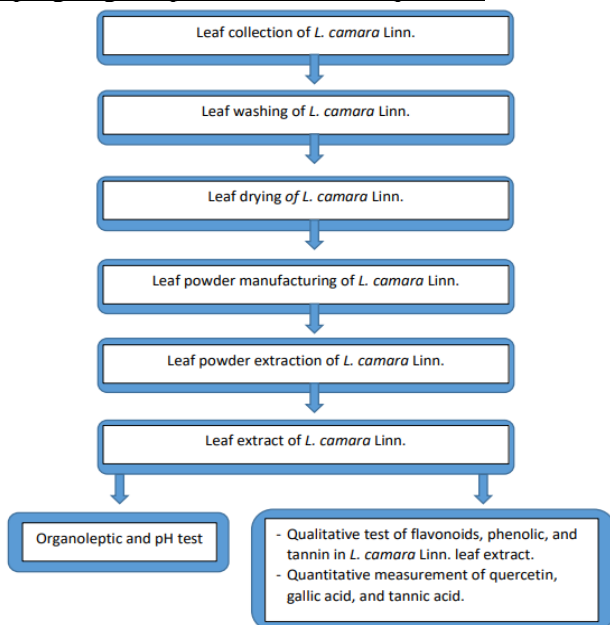 Leaf collection of L. camara Linn.
Leaf washing of L. camara Linn.
Leaf drying of L. camara Linn.
Leaf powder manufacturing of L. camara Linn.
Leaf powder extraction of L. camara Linn.
Leaf extract of L. camara Linn.
Organoleptic and pH test
- Qualitative test of flavonoids, phenolic, and
tannin in L. camara Linn. leaf extract.
- Quantitative measurement of quercetin,
gallic acid, and tannic acid.